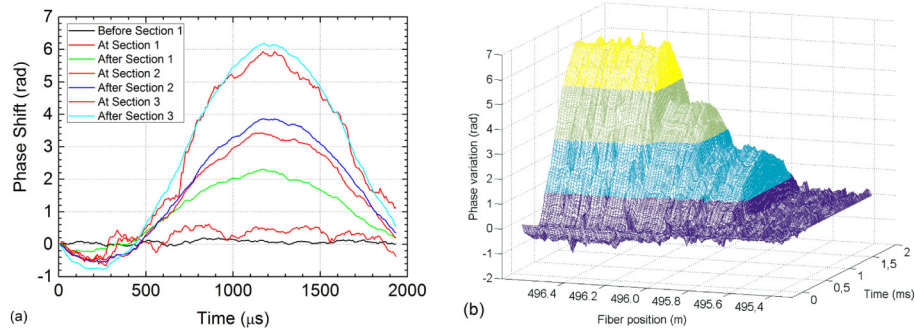 7
6
5
4
3
2
1
0
-1
Phase Shift (rad)
Before Section 1
At Section 1
After Section 1
At Section 2
After Section 2
At Section 3
After Section 3
0 500 1000 1500 2000
Time (μs)
(a)
7
6
5
4
3
2
1
0
-1
-2
Phase variation (rad)
496.4 496.2 496.0 495.8 495.6 495,4
Fiber position (m)
0 0,5 1 1,5 2
Time (ms)
(b)